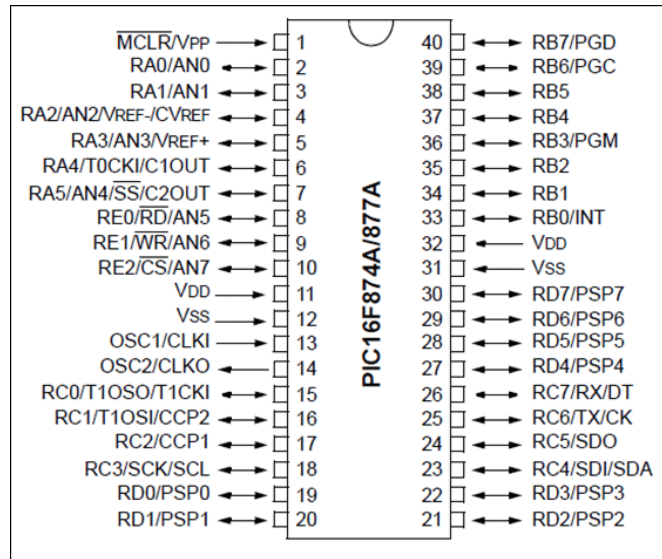 MCLR/VPP 1 40 RB7/PGD
RA0/AN0 2 39 RB6/PGC
RA1/AN1 3 38 RB5
RA2/AN2/VREF-/CVREF 4 37 RB4
RA3/AN3/VREF+ 5 36 RB3/PGM
RA4/T0CKI/C1OUT 6 35 RB2
RA5/AN4/SS/C2OUT 7 34 RB1
RE0/RD/AN5 8 33 RB0/INT
RE1/WR/AN6 9 32 VDD
RE2/CS/AN7 10 31 VSS
VDD 11 30 RD7/PSP7
VSS 12 29 RD6/PSP6
OSC1/CLKI 13 28 RD5/PSP5
OSC2/CLKO 14 27 RD4/PSP4
RC0/T1OSO/T1CKI 15 26 RC7/RX/DT
RC1/T1OSI/CCP2 16 25 RC6/TX/CK
RC2/CCP1 17 24 RC5/SDO
RC3/SCK/SCL 18 23 RC4/SDI/SDA
RD0/PSP0 19 22 RD3/PSP3
RD1/PSP1 20 21 RD2/PSP2
PIC16F874A/877A